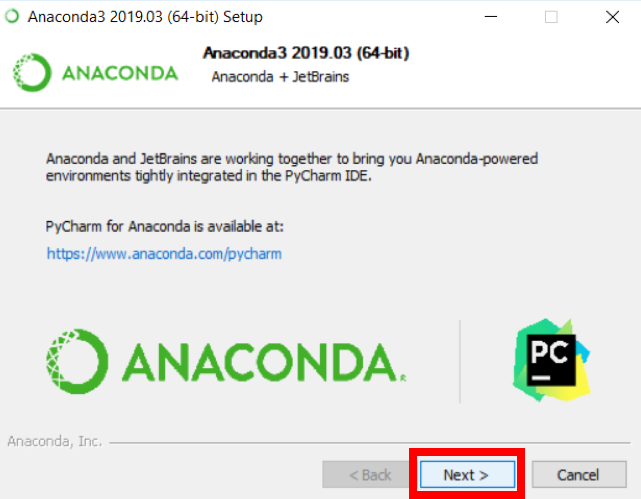 Anaconda3 2019.03 (64-bit) Setup
ANACONDA
Anaconda3 2019.03 (64-bit)
Anaconda + JetBrains
Anaconda and JetBrains are working together to bring you Anaconda-powered
environments tightly integrated in the PyCharm IDE.
PyCharm for Anaconda is available at:
https://www.anaconda.com/pycharm
ANACONDA®
PC
Anaconda, Inc.
< Back
Next >
Cancel